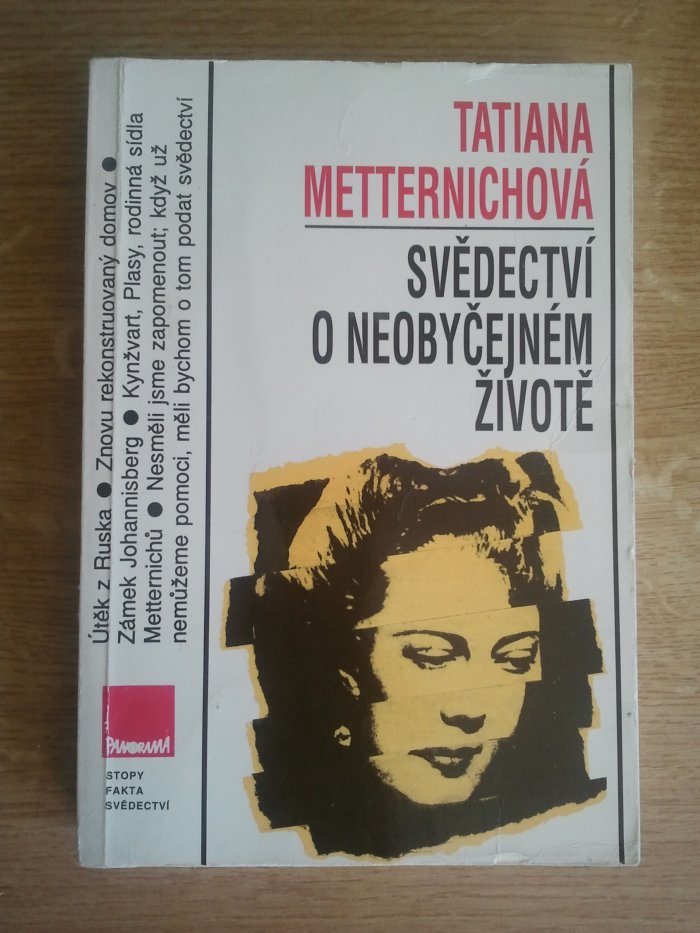 TATIANA
METTERNICHOVÁ
SVĚDECTVÍ
O NEOBYČEJNÉM
ŽIVOTĚ
Útěk z Ruska ● Znovu rekonstruovaný domov ●
Zámek Johannisberg ● Kynžvart, Plasy, rodinná sídla
Metternichů ● Nesměli jsme zapomenout; když už
nemůžeme pomoci, měli bychom o tom podat svědectví
PANORAMA
STOPY
FAKTA
SVĚDECTVÍ